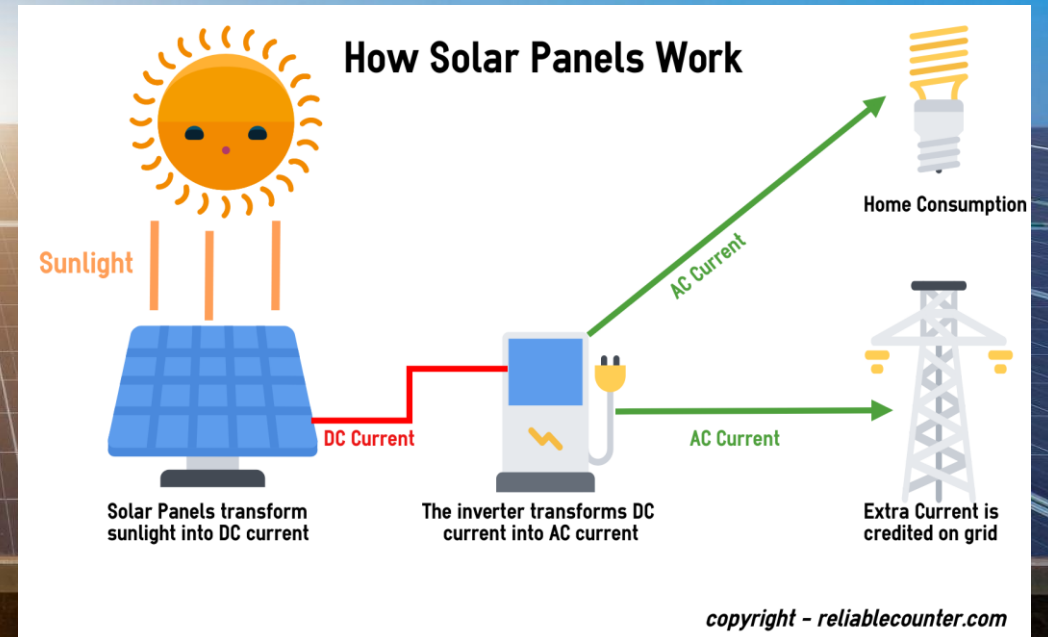 How Solar Panels Work
Sunlight
Home Consumption
AC Current
DC Current
AC Current
Solar Panels transform
sunlight into DC current
The inverter transforms DC
current into AC current
Extra Current is
credited on grid
copyright - reliablecounter.com